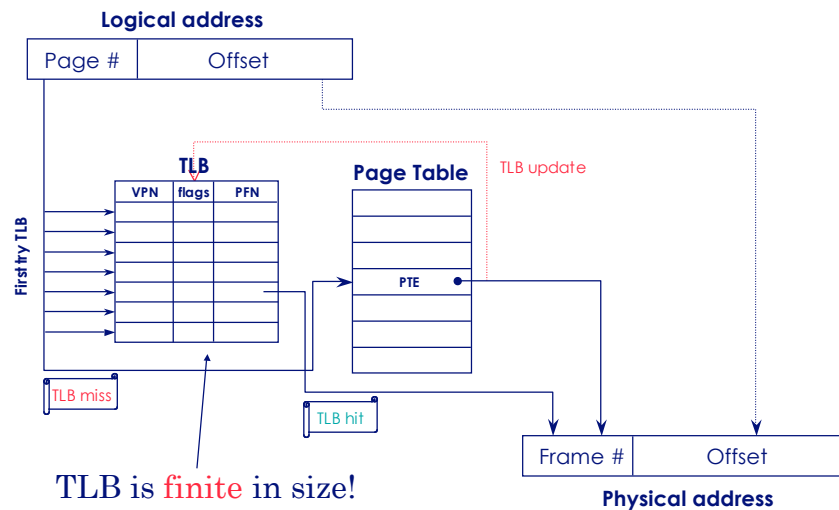 Logical address
Page # Offset
TLB
TLB update
Page Table
VPN flags PFN
First try TLB
PTE
TLB miss
TLB hit
Frame # Offset
TLB is finite in size!
Physical address